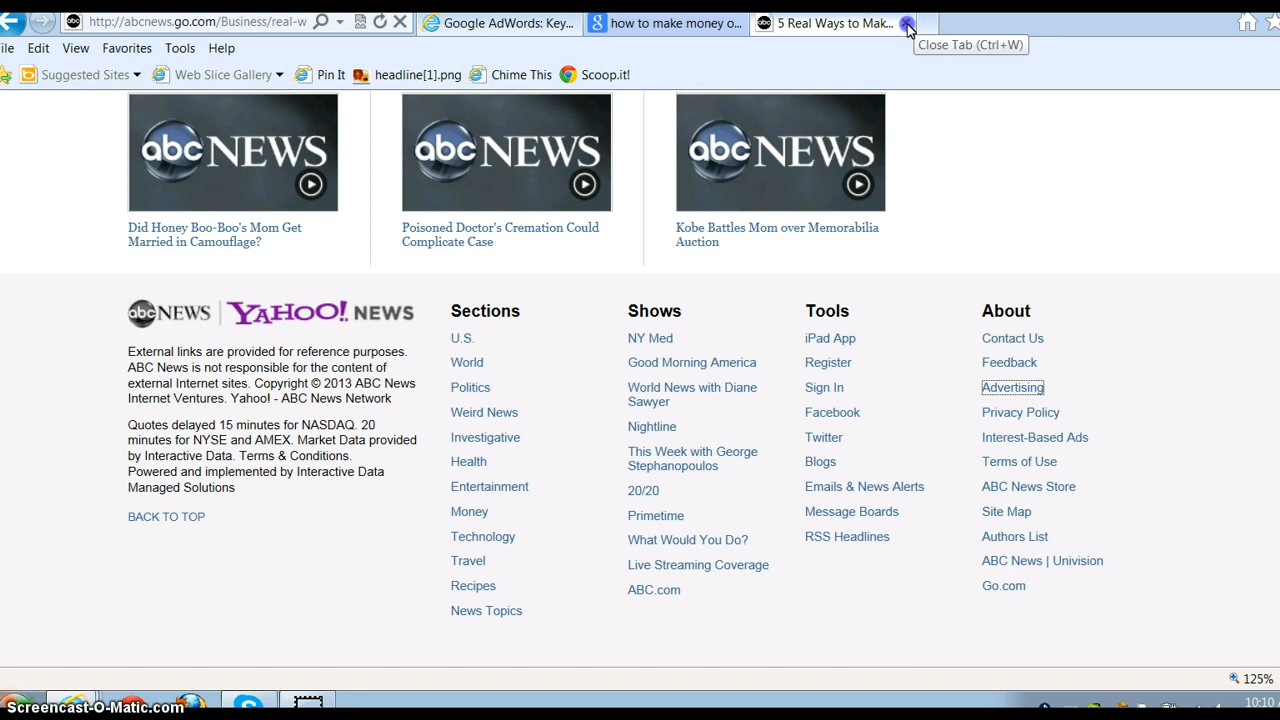 http://abcnews.go.com/Business/real-w
Google AdWords: Key...
how to make money o...
5 Real Ways to Mak...
Close Tab (Ctrl+W)
Edit View Favorites Tools Help
Suggested Sites
Web Slice Gallery
Pin It
headline[1].png
Chime This
Scoop.it!
abc NEWS
abc NEWS
abc NEWS
Did Honey Boo-Boo's Mom Get
Married in Camouflage?
Poisoned Doctor's Cremation Could
Complicate Case
Kobe Battles Mom over Memorabilia
Auction
abc NEWS | YAHOO! NEWS
External links are provided for reference purposes.
ABC News is not responsible for the content of
external Internet sites. Copyright © 2013 ABC News
Internet Ventures. Yahoo! - ABC News Network
Quotes delayed 15 minutes for NASDAQ. 20
minutes for NYSE and AMEX. Market Data provided
by Interactive Data. Terms & Conditions.
Powered and implemented by Interactive Data
Managed Solutions
BACK TO TOP
Sections
U.S.
World
Politics
Weird News
Investigative
Health
Entertainment
Money
Technology
Travel
Recipes
News Topics
Shows
NY Med
Good Morning America
World News with Diane
Sawyer
Nightline
This Week with George
Stephanopoulos
20/20
Primetime
What Would You Do?
Live Streaming Coverage
ABC.com
Tools
iPad App
Register
Sign In
Facebook
Twitter
Blogs
Emails & News Alerts
Message Boards
RSS Headlines
About
Contact Us
Feedback
Advertising
Privacy Policy
Interest-Based Ads
Terms of Use
ABC News Store
Site Map
Authors List
ABC News | Univision
Go.com
125%
Screencast-O-Matic.com
10:10